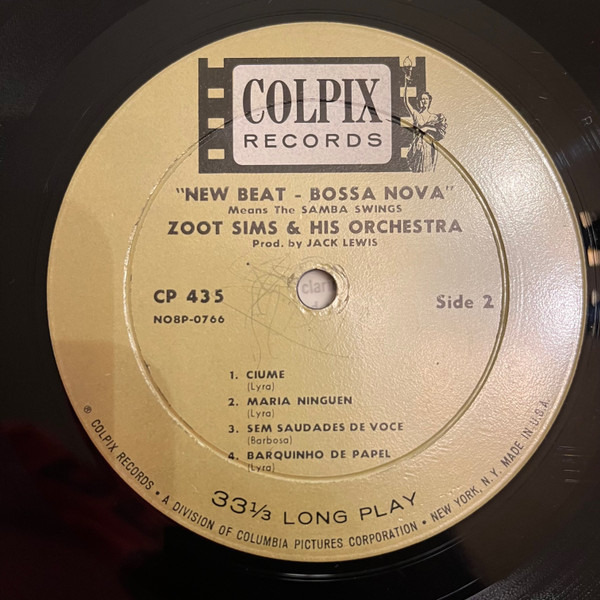 COLPIX
RECORDS
"NEW BEAT - BOSSA NOVA"
Means The SAMBA SWINGS
ZOOT SIMS & HIS ORCHESTRA
Prod. by JACK LEWIS
CP 435
NO8P-0766
Side 2
1. CIUME
(Lyra)
2. MARIA NINGUEN
(Lyra)
3. SEM SAUDADES DE VOCE
(Barbosa)
4. BARQUINHO DE PAPEL
(Lyra)
33⅓ LONG PLAY
℗ COLPIX RECORDS. • A DIVISION OF COLUMBIA PICTURES CORPORATION • NEW YORK, N.Y. MADE IN U.S.A.